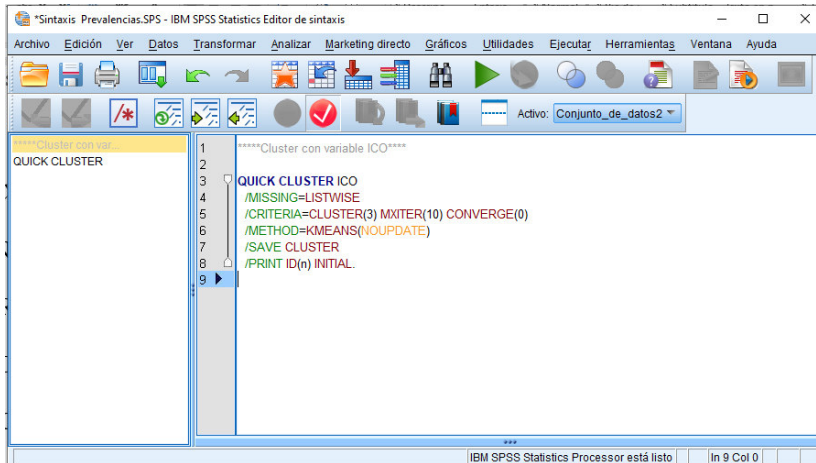 *Sintaxis Prevalencias.SPS - IBM SPSS Statistics Editor de sintaxis
Archivo Edición Ver Datos Transformar Analizar Marketing directo Gráficos Utilidades Ejecutar Herramientas Ventana Ayuda
Activo: Conjunto_de_datos2
*****Cluster con var...
QUICK CLUSTER
1 *****Cluster con variable ICO****
2
3 QUICK CLUSTER ICO
4 /MISSING=LISTWISE
5 /CRITERIA=CLUSTER(3) MXITER(10) CONVERGE(0)
6 /METHOD=KMEANS(NOUPDATE)
7 /SAVE CLUSTER
8 /PRINT ID(n) INITIAL.
9
IBM SPSS Statistics Processor está listo In 9 Col 0